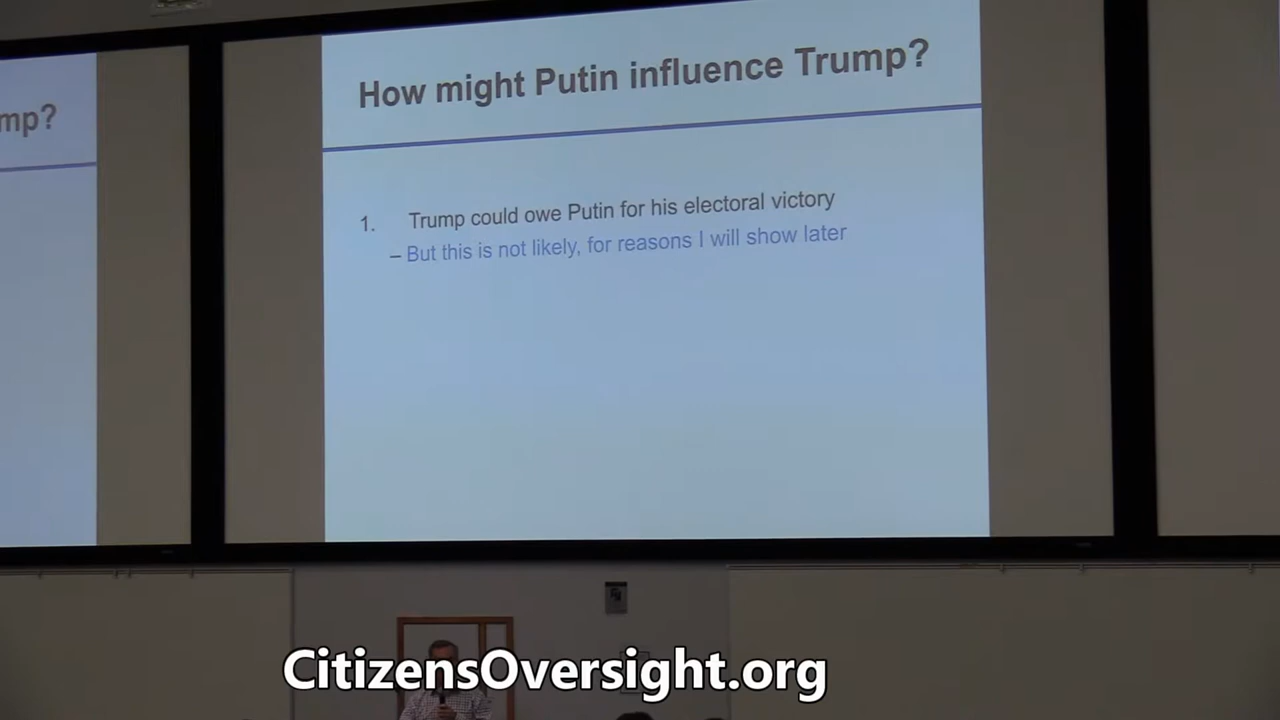 mp?
How might Putin influence Trump?
1. Trump could owe Putin for his electoral victory
– But this is not likely, for reasons I will show later
CitizensOversight.org